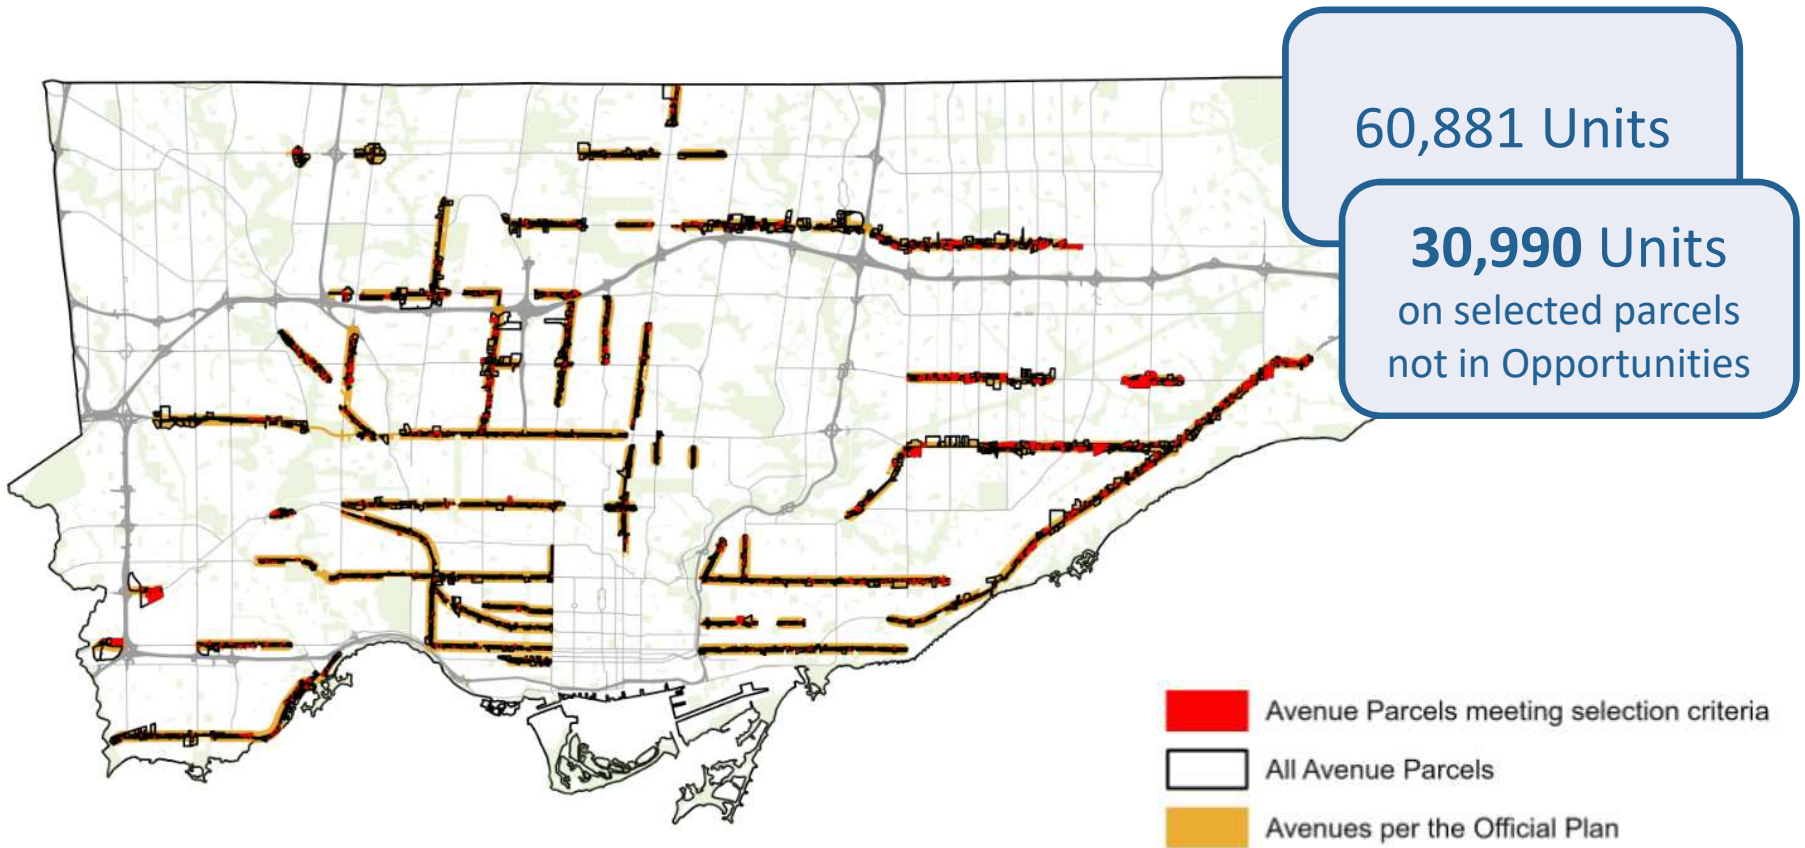 60,881 Units
30,990 Units
on selected parcels
not in Opportunities
Avenue Parcels meeting selection criteria
All Avenue Parcels
Avenues per the Official Plan